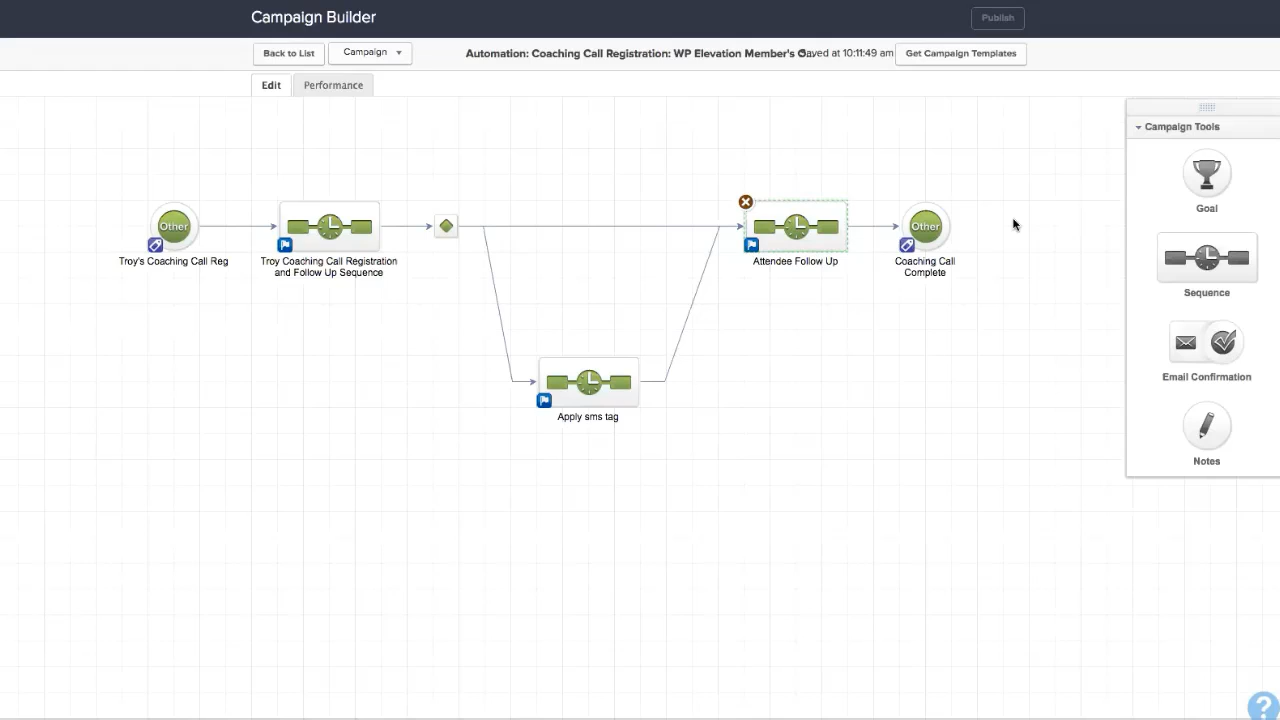 Campaign Builder
Publish
Back to List
Campaign
Automation: Coaching Call Registration: WP Elevation Member's
ved at 10:11:49 am
Get Campaign Templates
Edit
Performance
Campaign Tools
Goal
Sequence
Email Confirmation
Notes
Other
Troy's Coaching Call Reg
Troy Coaching Call Registration
and Follow Up Sequence
Attendee Follow Up
Other
Coaching Call
Complete
Apply sms tag
?